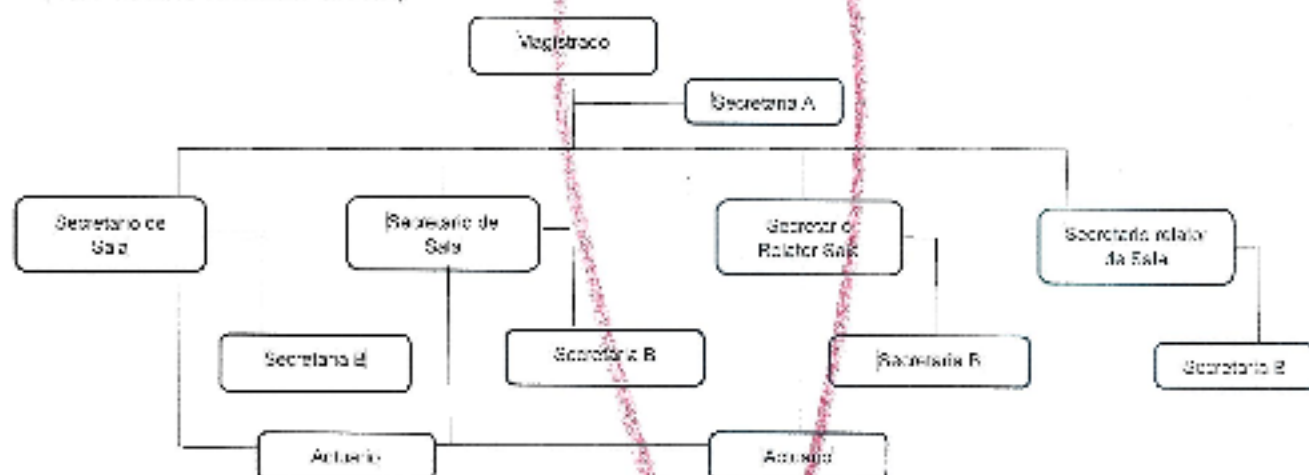 Magistrado
Secretaria A
Secretario de
Sala
Secretario de
Sala
Secretario
Relator Sala
Secretario relator
de Sala
Secretaria B
Secretaria B
Secretaria B
Secretaria B
Actuario
Actuario